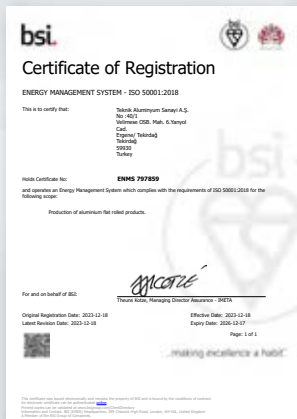 bsi.
Certificate of Registration
ENERGY MANAGEMENT SYSTEM - ISO 50001:2018
This is to certify that:
Teknik Aluminyum Sanayi A.Ş.
No :40/1
Velimese OSB. Mah. 6.Yanyol
Cad.
Ergene/ Tekirdağ
Tekirdağ
59930
Turkey
Holds Certificate No:
ENMS 797859
and operates an Energy Management System which complies with the requirements of ISO 50001:2018 for the
following scope:
Production of aluminium flat rolled products.
bsi
For and on behalf of BSI:
Theuns Kotze, Managing Director Assurance - IMETA
Original Registration Date: 2023-12-18
Effective Date: 2023-12-18
Latest Revision Date: 2023-12-18
Expiry Date: 2026-12-17
Page: 1 of 1
...making excellence a habit.